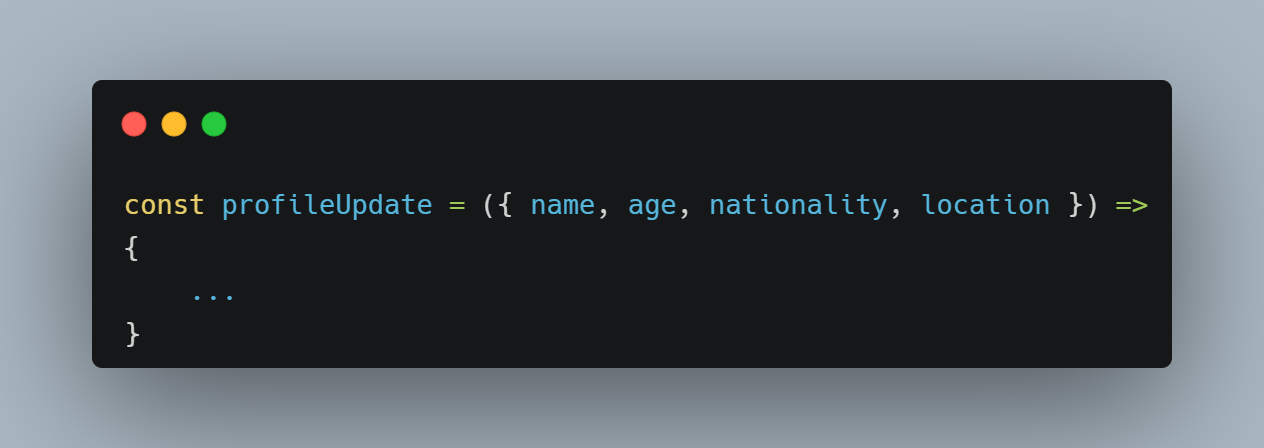 const profileUpdate = ({ name, age, nationality, location }) =>
{
    ...
}